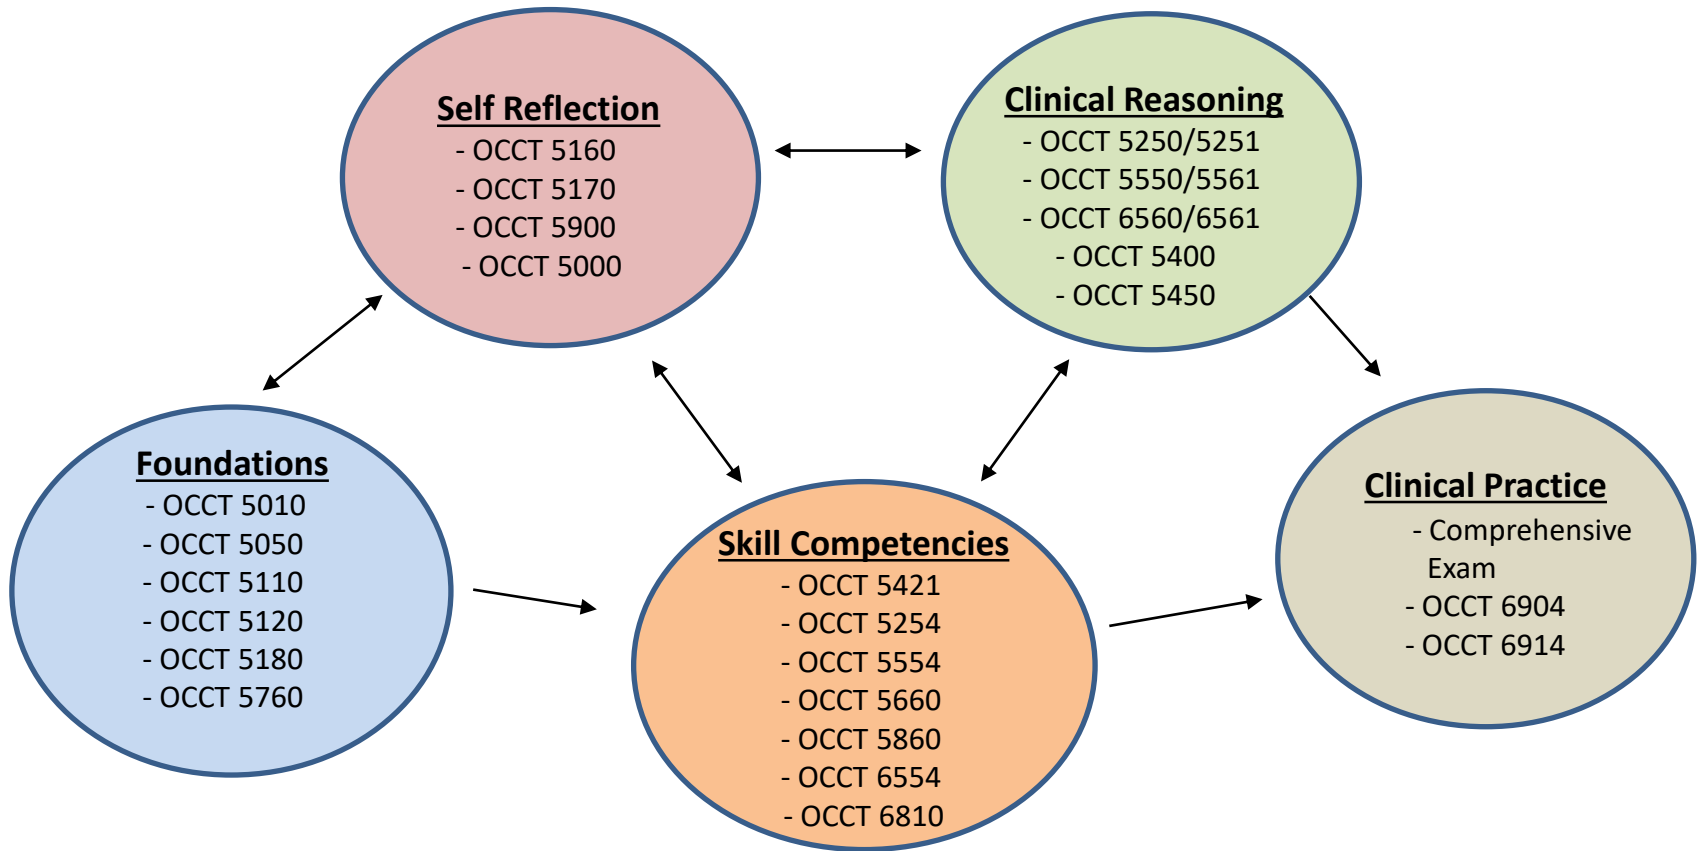 Self Reflection
- OCCT 5160
- OCCT 5170
- OCCT 5900
- OCCT 5000
Clinical Reasoning
- OCCT 5250/5251
- OCCT 5550/5561
- OCCT 6560/6561
- OCCT 5400
- OCCT 5450
Foundations
- OCCT 5010
- OCCT 5050
- OCCT 5110
- OCCT 5120
- OCCT 5180
- OCCT 5760
Skill Competencies
- OCCT 5421
- OCCT 5254
- OCCT 5554
- OCCT 5660
- OCCT 5860
- OCCT 6554
- OCCT 6810
Clinical Practice
- Comprehensive
Exam
- OCCT 6904
- OCCT 6914